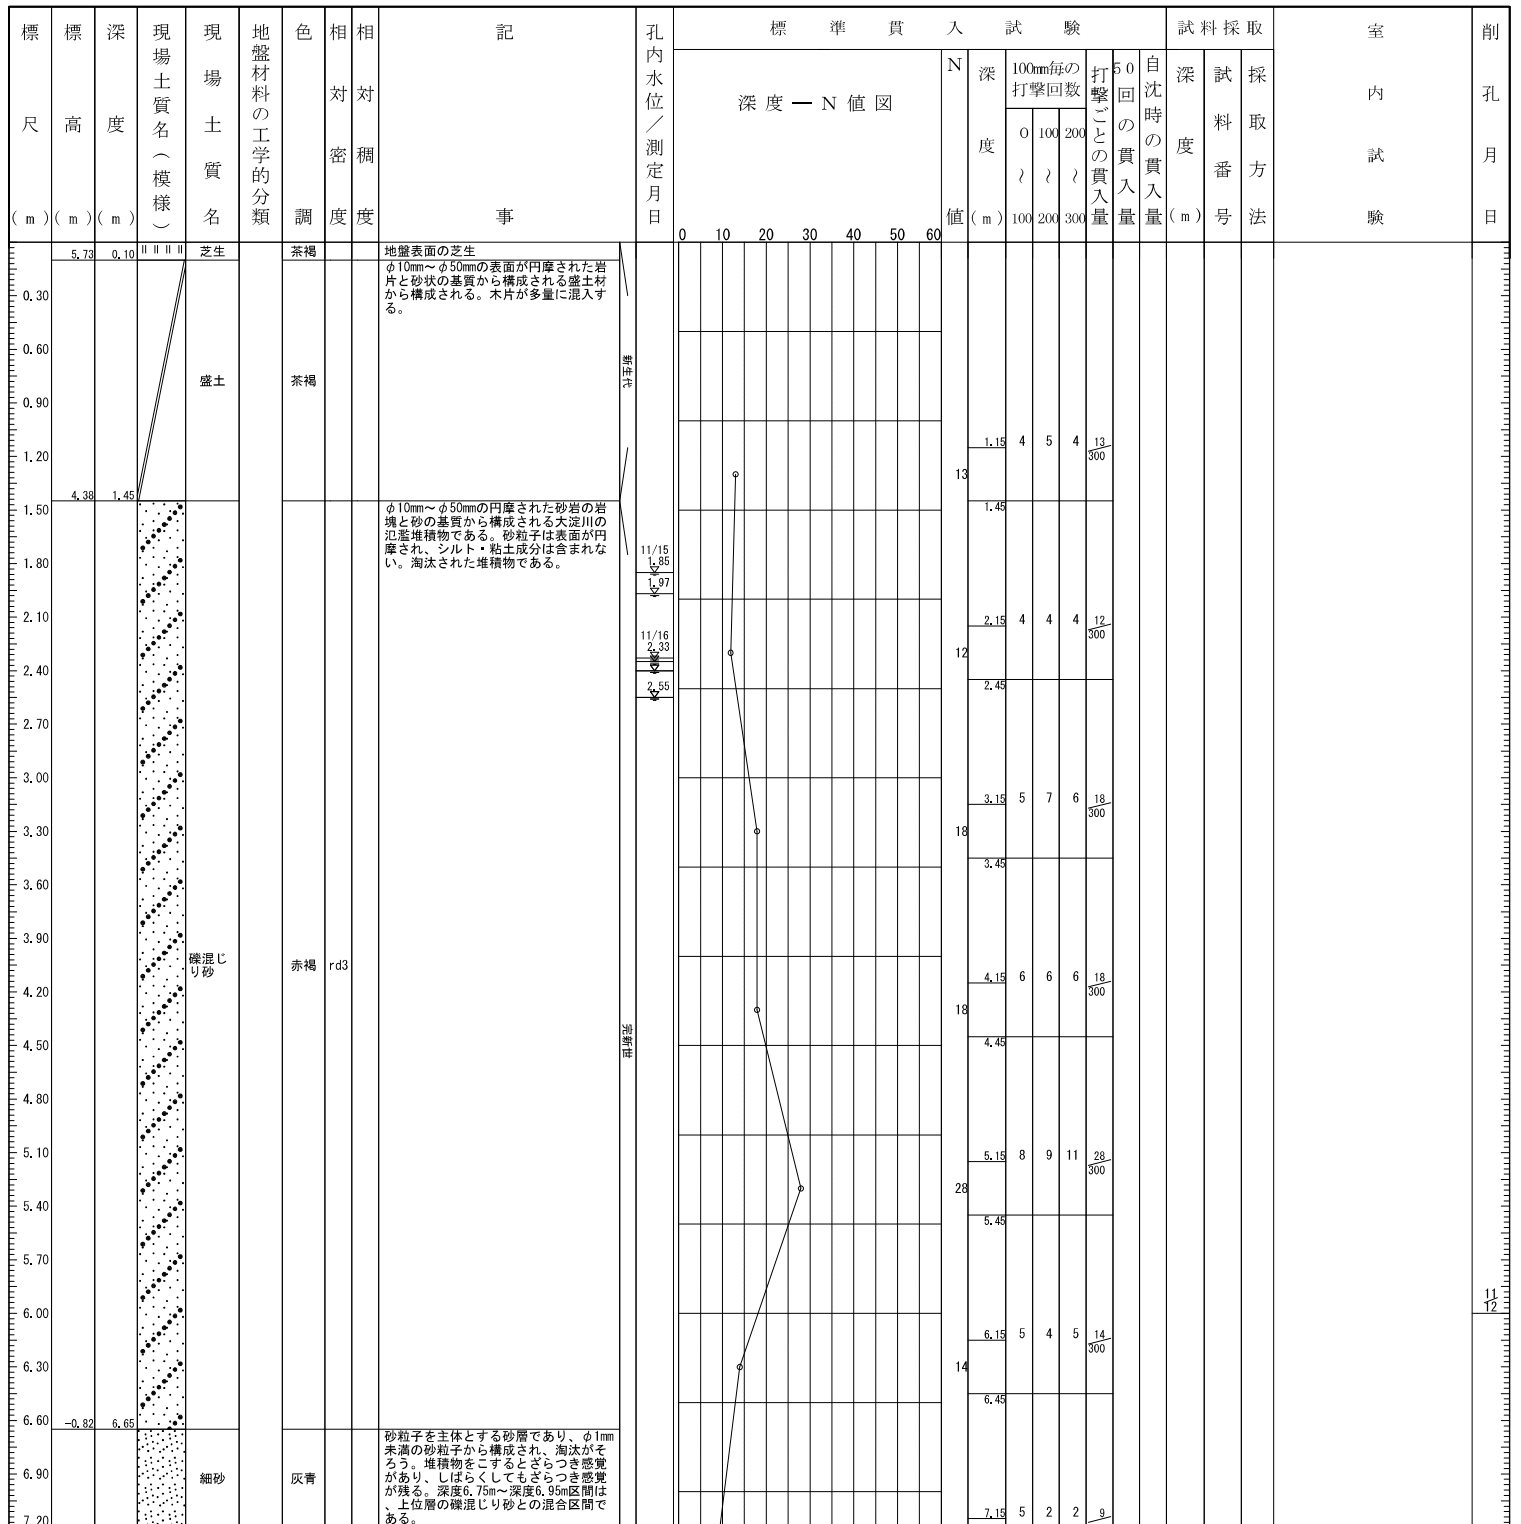 標尺（m）
標高（m）
深度（m）
現場土質名（模様）
現場土質名
地盤材料の工学的分類
色調
相対密度
相対稠度
記事
孔内水位／測定月日
標準貫入試験
深度ーN値図
0 10 20 30 40 50 60
N値
深度（m）
100mm毎の打撃回数
0～100
100～200
200～300
打撃ごとの貫入量
50回の貫入量
自沈時の貫入量
試料採取
深度（m）
試料番号
採取方法
室内試験
削孔月日
0.30
0.60
0.90
1.20
1.50
1.80
2.10
2.40
2.70
3.00
3.30
3.60
3.90
4.20
4.50
4.80
5.10
5.40
5.70
6.00
6.30
6.60
6.90
7.20
5.73 0.10 芝生 茶褐 地盤表面の芝生
4.38 1.45 盛土 茶褐
φ10mm～φ50mmの表面が円摩された岩
片と砂状の基質から構成される盛土材
から構成される。木片が多量に混入す
る。
新生代
-0.82 6.65 礫混じ
り砂 赤褐 rd3
φ10mm～φ50mmの円摩された砂岩の岩
塊と砂の基質から構成される大淀川の
氾濫堆積物である。砂粒子は表面が円
摩され、シルト・粘土成分は含まれな
い。淘汰された堆積物である。
完新世
細砂 灰青
砂粒子を主体とする砂層であり、φ1mm
未満の砂粒子から構成され、淘汰がそ
ろう。堆積物をこするとざらつき感覚
があり、しばらくしてもざらつき感覚
が残る。深度6.75m～深度6.95m区間は
、上位層の礫混じり砂との混合区間で
ある。
11/15
1.85
1.97
11/16
2.33
2.55
13
12
18
18
28
14
1.15 4 5 4 13/300
1.45
2.15 4 4 4 12/300
2.45
3.15 5 7 6 18/300
3.45
4.15 6 6 6 18/300
4.45
5.15 8 9 11 28/300
5.45
6.15 5 4 5 14/300
6.45
7.15 5 2 2 9
11/12